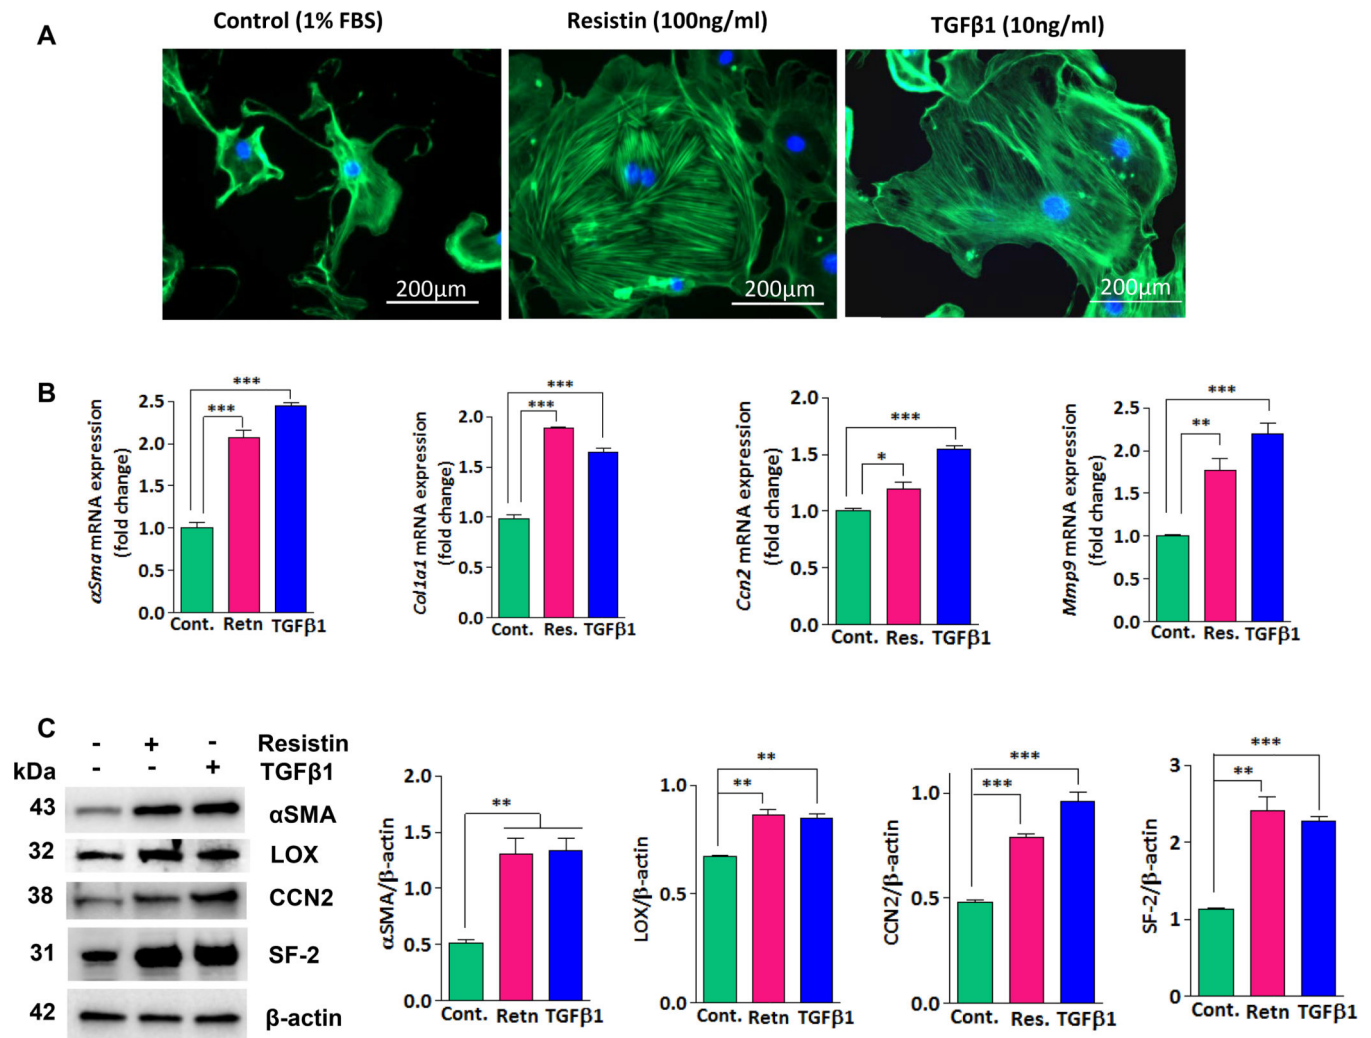 A
Control (1% FBS)
Resistin (100ng/ml)
TGFβ1 (10ng/ml)
200µm
200µm
200µm
B
αSma mRNA expression
(fold change)
2.5
2.0
1.5
1.0
0.5
0.0
***
***
Cont. Retn TGFβ1
Col1a1 mRNA expression
(fold change)
2.0
1.5
1.0
0.5
0.0
***
***
Cont. Res. TGFβ1
Ccn2 mRNA expression
(fold change)
2.0
1.5
1.0
0.5
0.0
***
*
Cont. Res. TGFβ1
Mmp9 mRNA expression
(fold change)
2.5
2.0
1.5
1.0
0.5
0.0
***
**
Cont. Res. TGFβ1
C
- + - Resistin
kDa - - + TGFβ1
43 αSMA
32 LOX
38 CCN2
31 SF-2
42 β-actin
αSMA/β-actin
2.0
1.5
1.0
0.5
0.0
**
Cont. Retn TGFβ1
LOX/β-actin
1.0
0.5
0.0
**
**
Cont. Retn TGFβ1
CCN2/β-actin
1.0
0.5
0.0
***
***
Cont. Res. TGFβ1
SF-2/β-actin
3
2
1
0
***
**
Cont. Retn TGFβ1